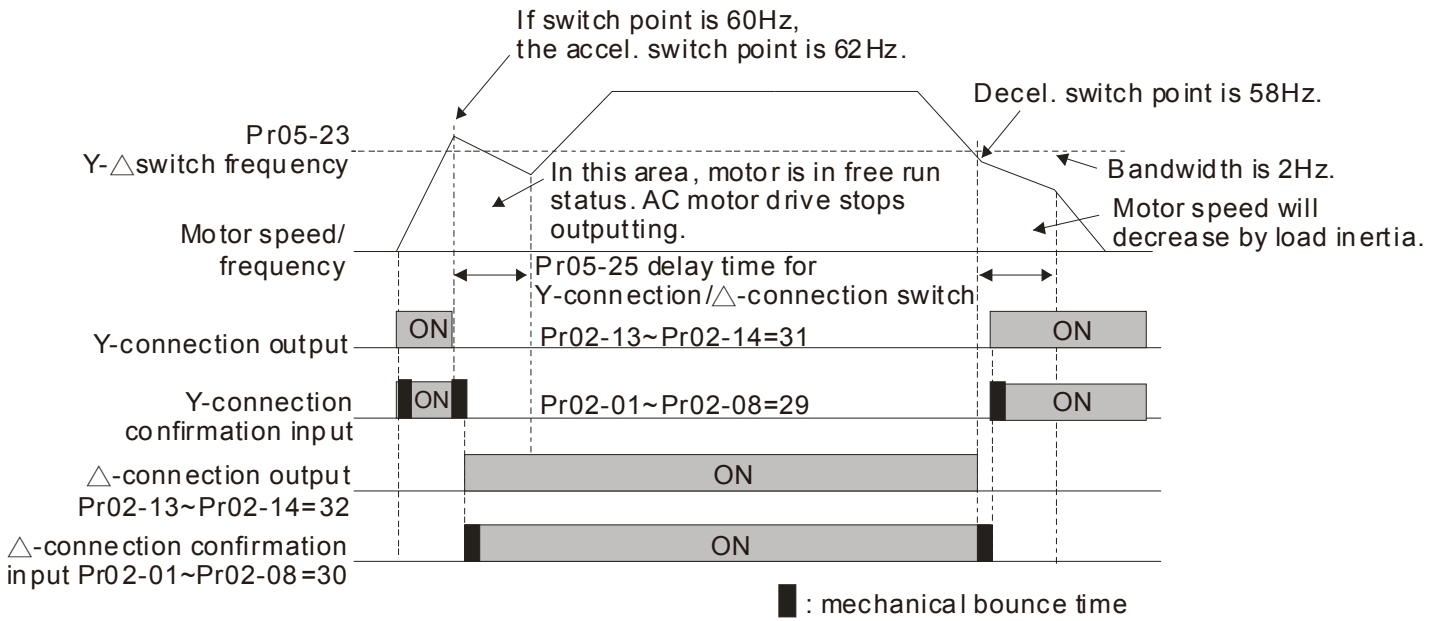 If switch point is 60Hz,
the accel. switch point is 62Hz.
Decel. switch point is 58Hz.
Pr05-23
Y-△switch frequency
Bandwidth is 2Hz.
In this area, motor is in free run
status. AC motor drive stops
outputting.
Motor speed will
decrease by load inertia.
Motor speed/
frequency
Pr05-25 delay time for
Y-connection/△-connection switch
Y-connection output
ON
Pr02-13~Pr02-14=31
ON
Y-connection
confirmation input
ON
Pr02-01~Pr02-08=29
ON
△-connection output
Pr02-13~Pr02-14=32
ON
△-connection confirmation
input Pr02-01~Pr02-08=30
ON
: mechanical bounce time